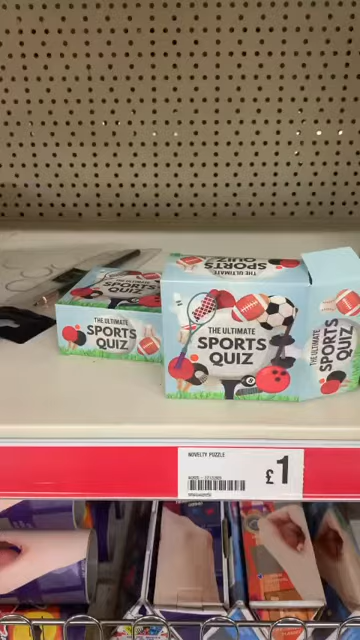 THE ULTIMATE
SPORTS
QUIZ
THE ULTIMATE
SPORTS
QUIZ
THE ULTIMATE
SPORTS
QUIZ
THE ULTIMATE
SPORTS
QUIZ
NOVELTY PUZZLE
£1